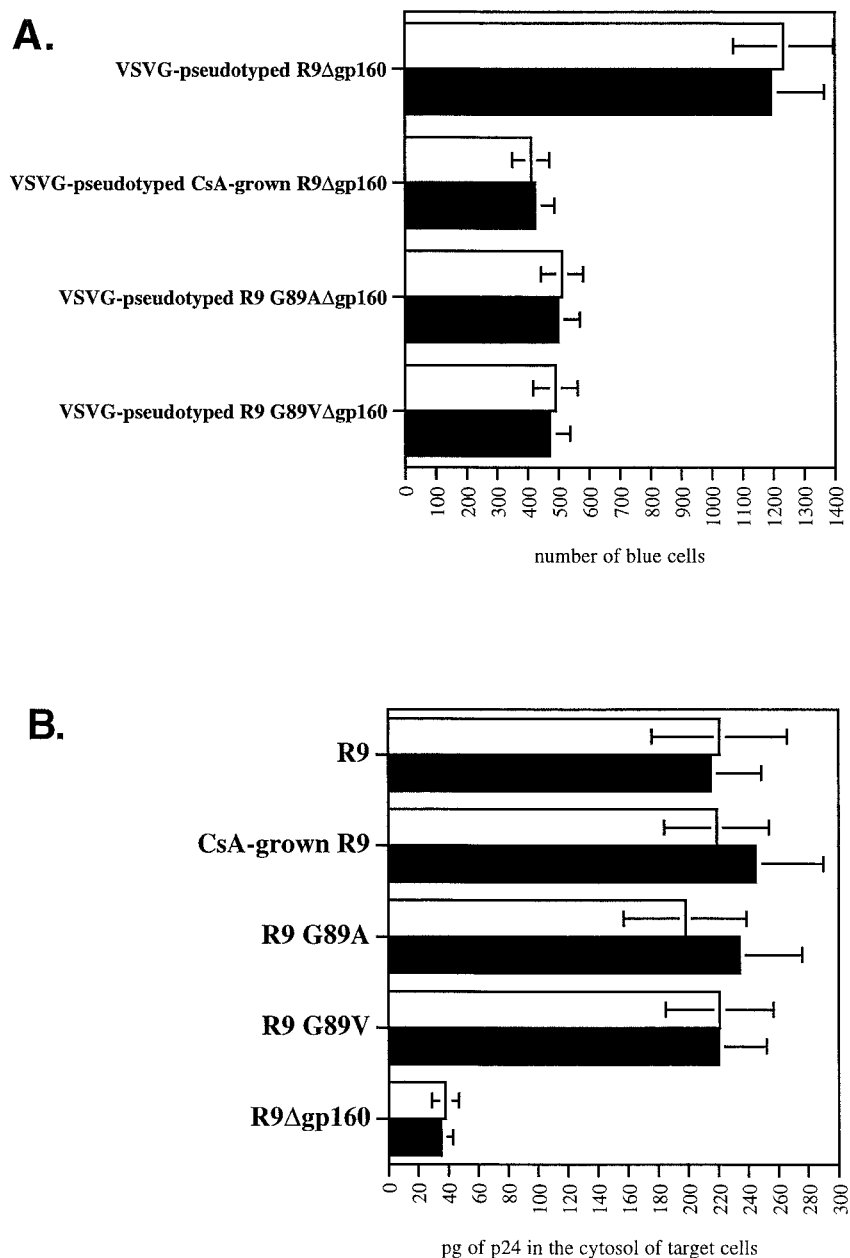 A.
VSVG-pseudotyped R9Δgp160
VSVG-pseudotyped CsA-grown R9Δgp160
VSVG-pseudotyped R9 G89AΔgp160
VSVG-pseudotyped R9 G89VΔgp160
0 100 200 300 400 500 600 700 800 900 1000 1100 1200 1300 1400
number of blue cells
B.
R9
CsA-grown R9
R9 G89A
R9 G89V
R9Δgp160
0 20 40 60 80 100 120 140 160 180 200 220 240 260 280 300
pg of p24 in the cytosol of target cells